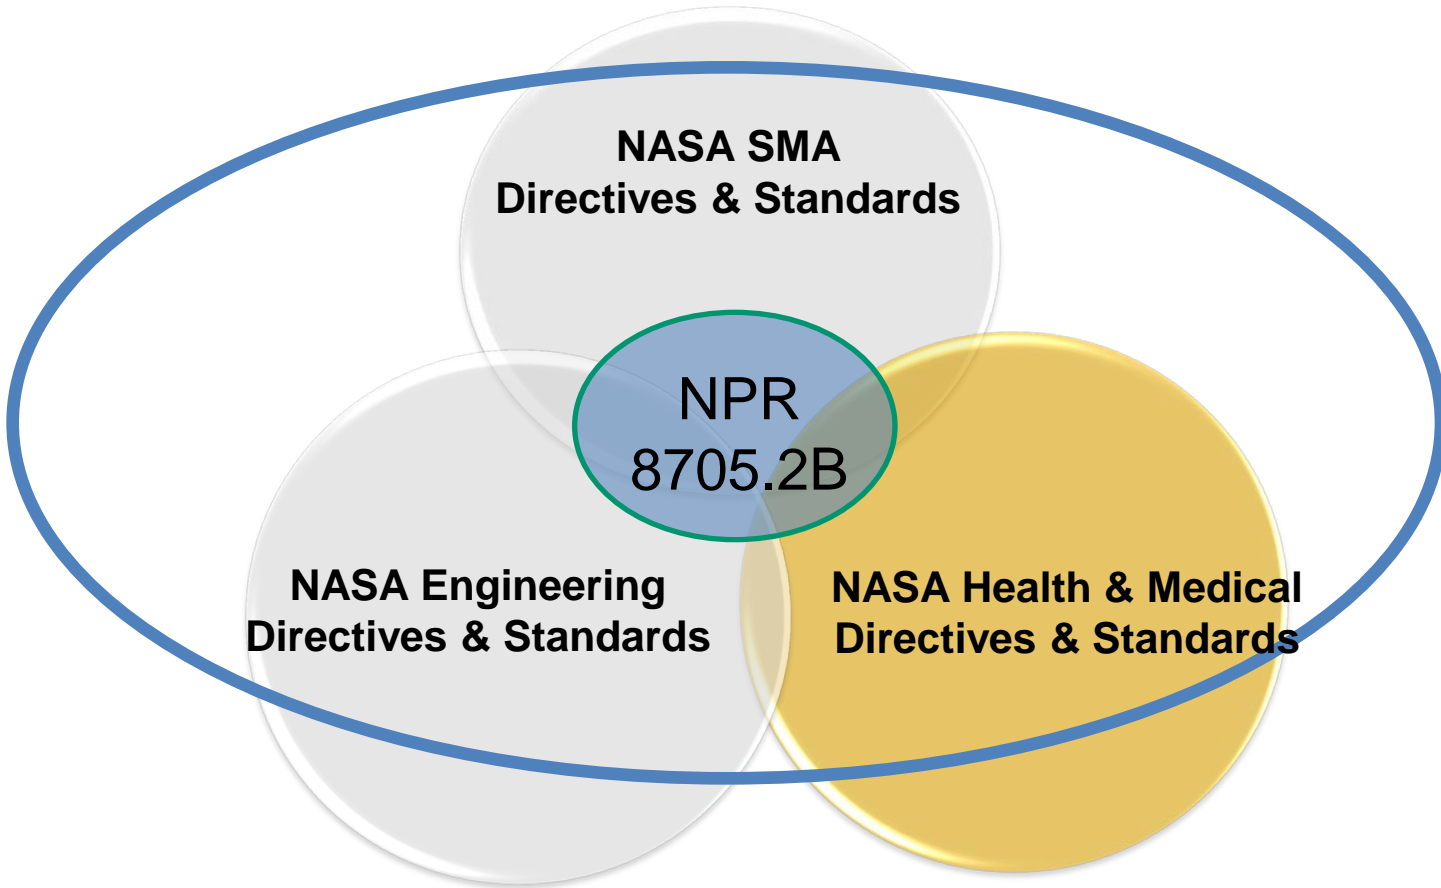 NASA SMA
Directives & Standards
NPR
8705.2B
NASA Engineering
Directives & Standards
NASA Health & Medical
Directives & Standards